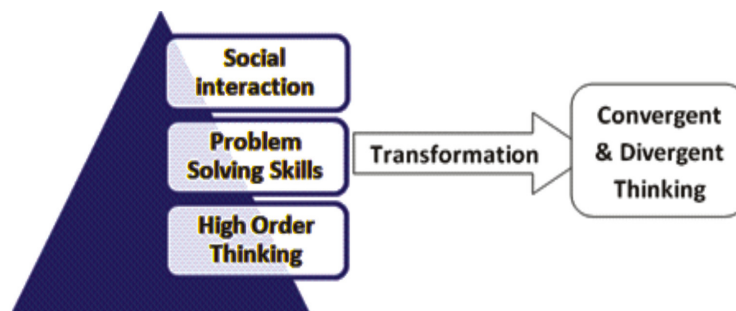 Social
interaction
Problem
Solving Skills
High Order
Thinking
Transformation
Convergent
& Divergent
Thinking